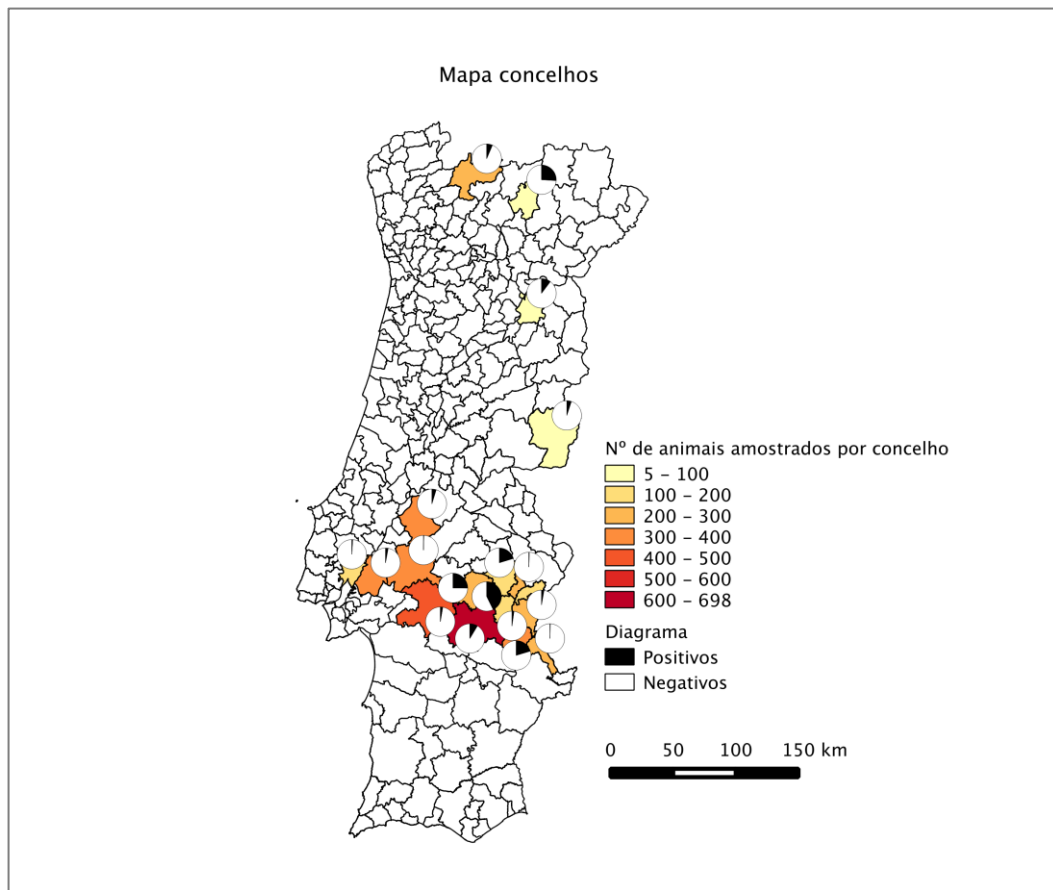 Mapa concelhos
Nº de animais amostrados por concelho
5 – 100
100 – 200
200 – 300
300 – 400
400 – 500
500 – 600
600 – 698
Diagrama
Positivos
Negativos
0 50 100 150 km